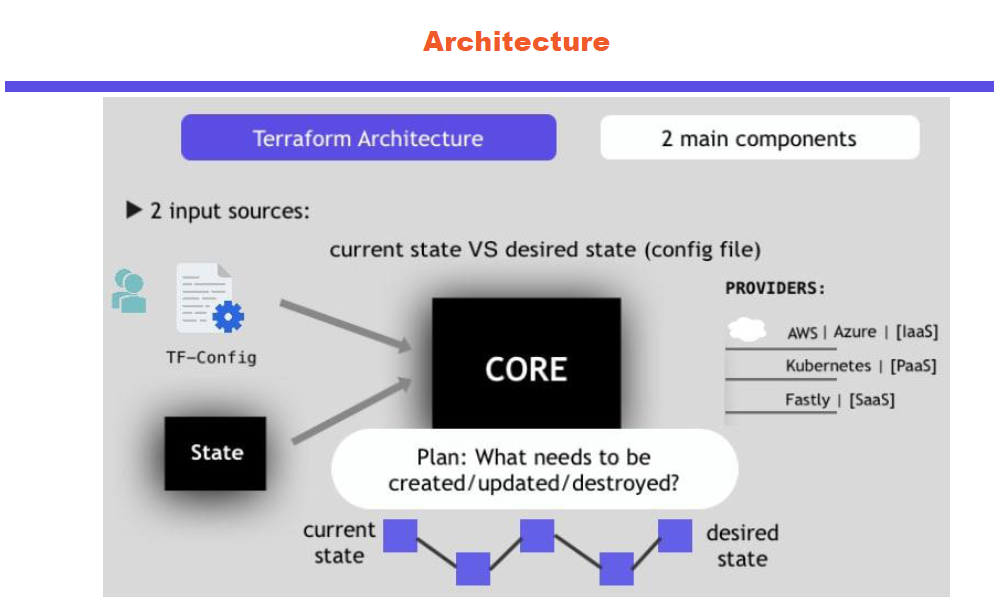 Architecture
Terraform Architecture
2 main components
▶ 2 input sources:
current state VS desired state (config file)
PROVIDERS:
AWS | Azure | [IaaS]
Kubernetes | [PaaS]
Fastly | [SaaS]
TF-Config
CORE
State
Plan: What needs to be
created/updated/destroyed?
current
state
desired
state